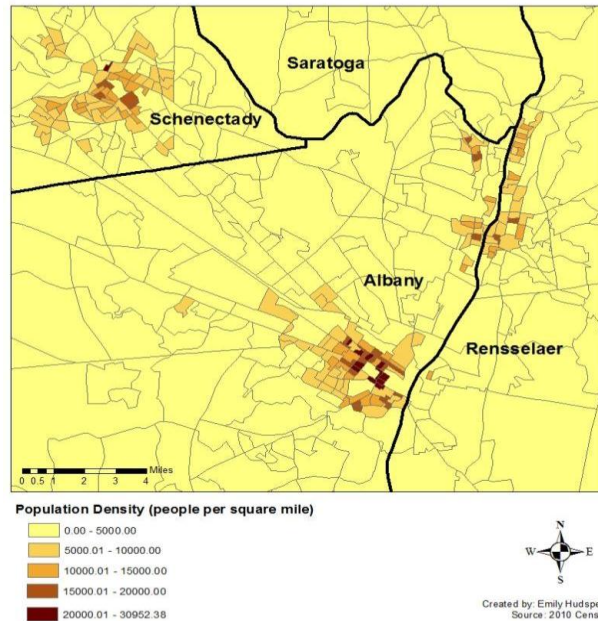 Saratoga
Schenectady
Albany
Rensselaer
0 0.5 1 2 3 4 Miles
Population Density (people per square mile)
0.00 - 5000.00
5000.01 - 10000.00
10000.01 - 15000.00
15000.01 - 20000.00
20000.01 - 30952.38
N
W E
S
Created by: Emily Hudspe
Source: 2010 Cens